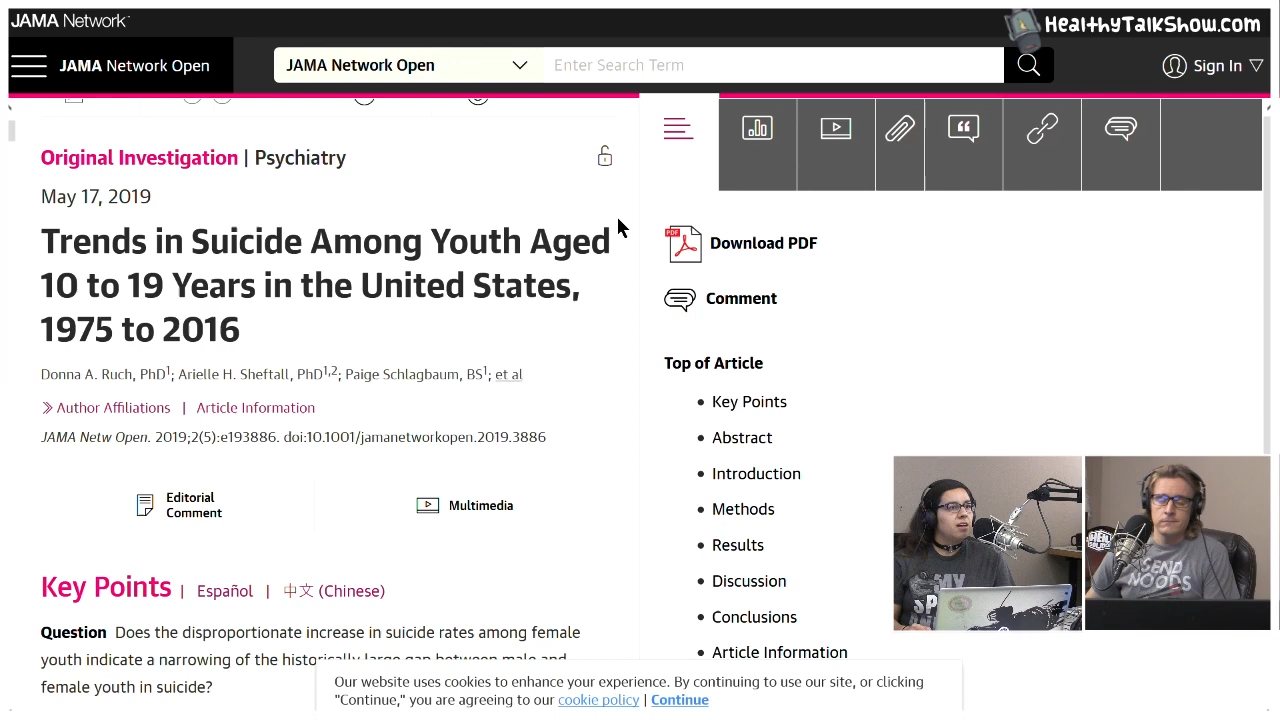 JAMA Network
HealthyTalkShow.com
JAMA Network Open
JAMA Network Open
Enter Search Term
Sign In
Original Investigation | Psychiatry
May 17, 2019
Trends in Suicide Among Youth Aged
10 to 19 Years in the United States,
1975 to 2016
Donna A. Ruch, PhD1; Arielle H. Sheftall, PhD1,2; Paige Schlagbaum, BS1; et al
Author Affiliations | Article Information
JAMA Netw Open. 2019;2(5):e193886. doi:10.1001/jamanetworkopen.2019.3886
Editorial
Comment
Multimedia
Key Points | Español | 中文 (Chinese)
Question Does the disproportionate increase in suicide rates among female
youth indicate a narrowing of the historically large gap between male and
female youth in suicide?
PDF
Download PDF
Comment
Top of Article
• Key Points
• Abstract
• Introduction
• Methods
• Results
• Discussion
• Conclusions
• Article Information
SEND
NOODS
MY
Our website uses cookies to enhance your experience. By continuing to use our site, or clicking
"Continue," you are agreeing to our cookie policy | Continue